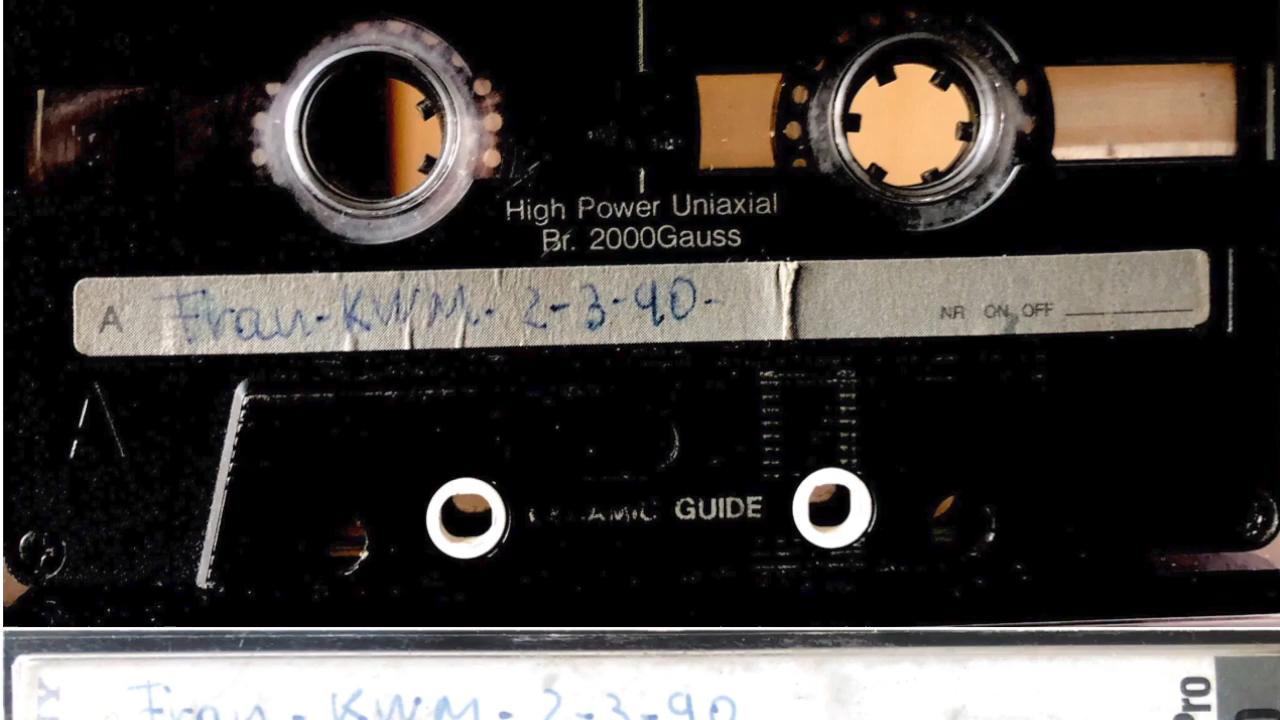 High Power Uniaxial
Br. 2000Gauss
A Fran-KWM-2-3-90-
NR ON OFF
A
GUIDE
Fran-KWM-2-3-90
Pro